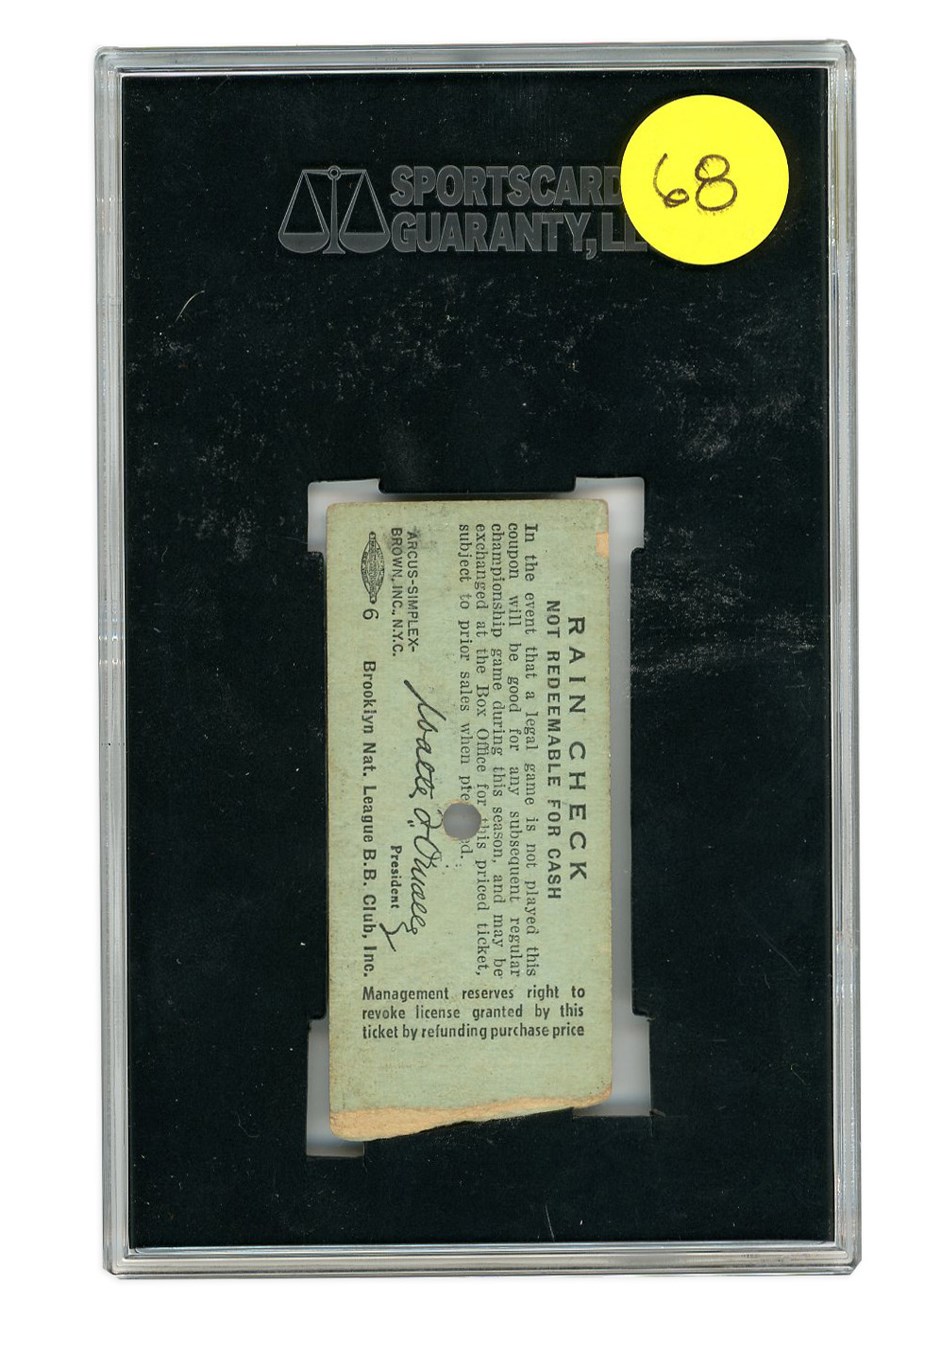 SPORTSCARD
GUARANTY, LL
68
RAIN CHECK
NOT REDEEMABLE FOR CASH
In the event that a legal game is not played this
coupon will be good for any subsequent regular
championship game during this season, and may be
exchanged at the Box Office for this priced ticket,
subject to prior sales when pre ed.
ARCUS-SIMPLEX-
BROWN, INC., N.Y.C.
6
Walter F. O'Malley
President
Brooklyn Nat. League B.B. Club, Inc.
Management reserves right to
revoke license granted by this
ticket by refunding purchase price